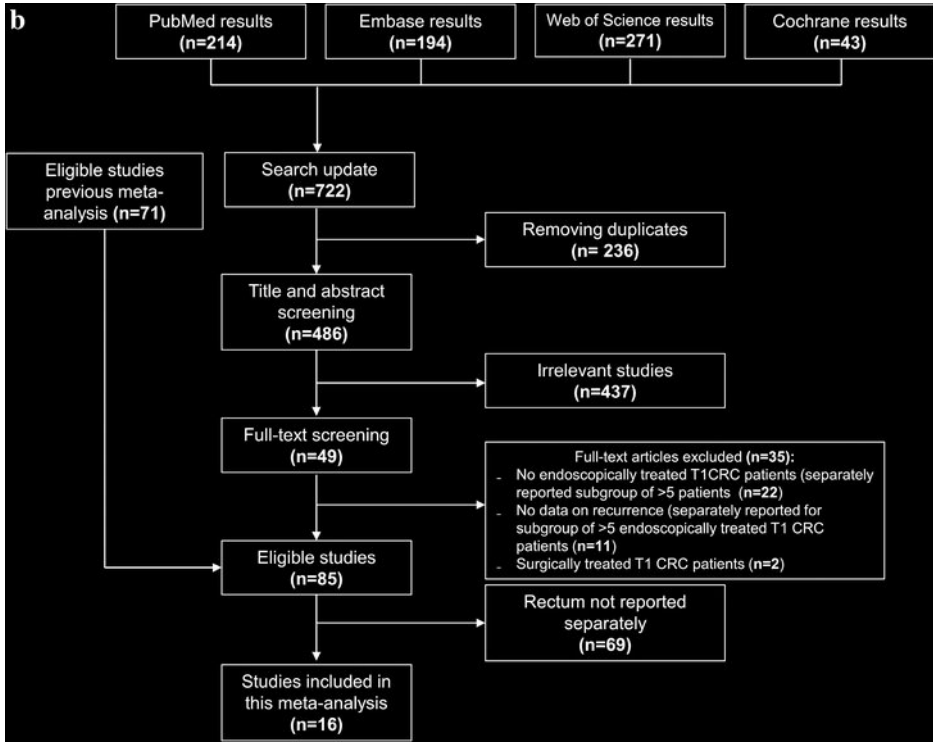 b
PubMed results
(n=214)
Embase results
(n=194)
Web of Science results
(n=271)
Cochrane results
(n=43)
Eligible studies
previous meta-
analysis (n=71)
Search update
(n=722)
Removing duplicates
(n= 236)
Title and abstract
screening
(n=486)
Irrelevant studies
(n=437)
Full-text screening
(n=49)
Full-text articles excluded (n=35):
- No endoscopically treated T1CRC patients (separately
reported subgroup of >5 patients (n=22)
- No data on recurrence (separately reported for
subgroup of >5 endoscopically treated T1 CRC
patients (n=11)
- Surgically treated T1 CRC patients (n=2)
Eligible studies
(n=85)
Rectum not reported
separately
(n=69)
Studies included in
this meta-analysis
(n=16)